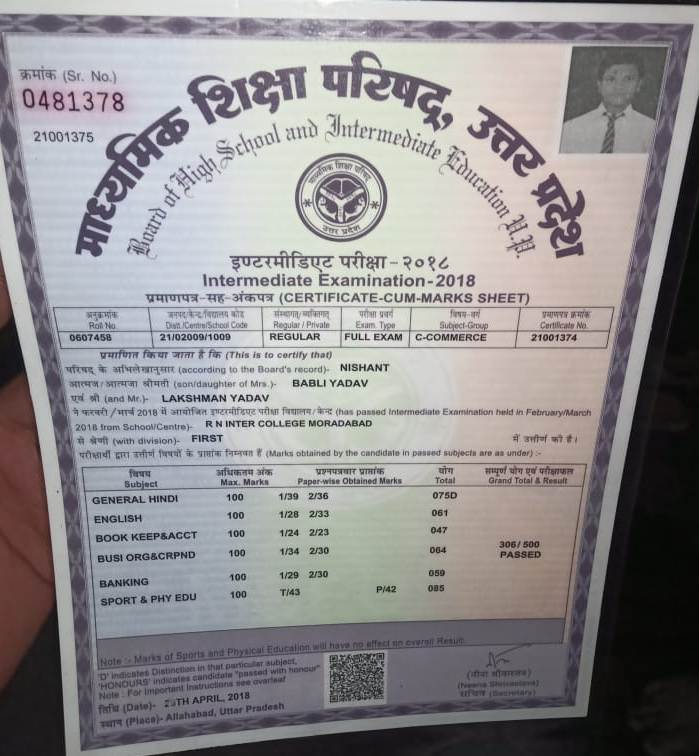 क्रमांक (Sr. No.)
0481378
21001375
माध्यमिक शिक्षा परिषद्, उत्तर प्रदेश
Board of High School and Intermediate Education U.P.
माध्यमिक शिक्षा परिषद्
उत्तर प्रदेश
इण्टरमीडिएट परीक्षा-२०१८
Intermediate Examination-2018
प्रमाणपत्र-सह-अंकपत्र (CERTIFICATE-CUM-MARKS SHEET)
अनुक्रमांक जनपद/केन्द्र/विद्यालय कोड संस्थागत/व्यक्तिगत परीक्षा प्रवर्ग विषय-वर्ग प्रमाणपत्र क्रमांक
Roll No. Distt./Centre/School Code Regular / Private Exam. Type Subject-Group Certificate No.
0607458 21/02009/1009 REGULAR FULL EXAM C-COMMERCE 21001374
प्रमाणित किया जाता है कि (This is to certify that)
परिषद के अभिलेखानुसार (according to the Board's record)- NISHANT
आत्मज/आत्मजा श्रीमती (son/daughter of Mrs.)- BABLI YADAV
एवं श्री (and Mr.)- LAKSHMAN YADAV
ने फरवरी /मार्च 2018 में आयोजित इण्टरमीडिएट परीक्षा विद्यालय/केन्द्र (has passed Intermediate Examination held in February/March
2018 from School/Centre)- R N INTER COLLEGE MORADABAD
से श्रेणी (with division)- FIRST में उत्तीर्ण की है।
परीक्षार्थी द्वारा उत्तीर्ण विषयों के प्राप्तांक निम्नवत हैं (Marks obtained by the candidate in passed subjects are as under) :-
विषय अधिकतम अंक प्रश्नपत्रवार प्राप्तांक योग सम्पूर्ण योग एवं परीक्षाफल
Subject Max. Marks Paper-wise Obtained Marks Total Grand Total & Result
GENERAL HINDI 100 1/39 2/36 075D
ENGLISH 100 1/28 2/33 061
BOOK KEEP&ACCT 100 1/24 2/23 047
BUSI ORG&CRPND 100 1/34 2/30 064 306/500
PASSED
BANKING 100 1/29 2/30 059
SPORT & PHY EDU 100 T/43 P/42 085
Note :- Marks of Sports and Physical Education will have no effect on overall Result.
'D' indicates Distinction in that particular subject,
'HONOURS' indicates candidate "passed with honour"
Note : For Important Instructions see overleaf
तिथि (Date)- TH APRIL, 2018
स्थान (Place)- Allahabad, Uttar Pradesh
(नीना श्रीवास्तव)
(Neena Shrivastava)
सचिव (Secretary)